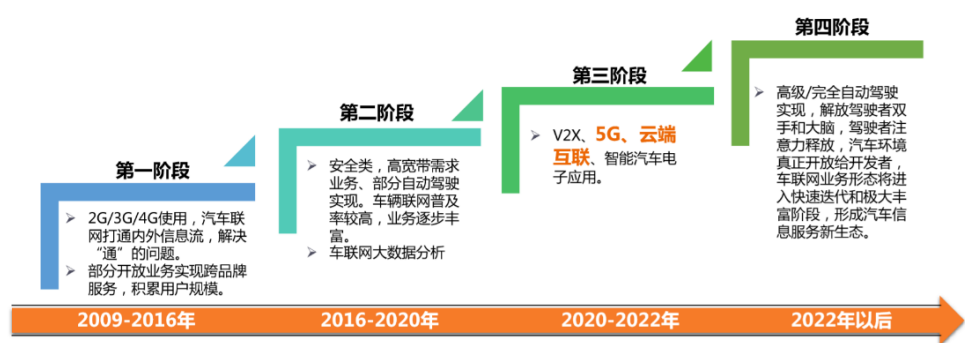 第一阶段
2G/3G/4G使用，汽车联
网打通内外信息流，解决
“通”的问题。
部分开放业务实现跨品牌
服务，积累用户规模。
2009-2016年
第二阶段
安全类，高宽带需求
业务、部分自动驾驶
实现。车辆联网普及
率较高，业务逐步丰
富。
车联网大数据分析
2016-2020年
第三阶段
V2X、5G、云端
互联、智能汽车电
子应用。
2020-2022年
第四阶段
高级/完全自动驾驶
实现，解放驾驶者双
手和大脑，驾驶者注
意力释放，汽车环境
真正开放给开发者，
车联网业务形态将进
入快速迭代和极大丰
富阶段，形成汽车信
息服务新生态。
2022年以后